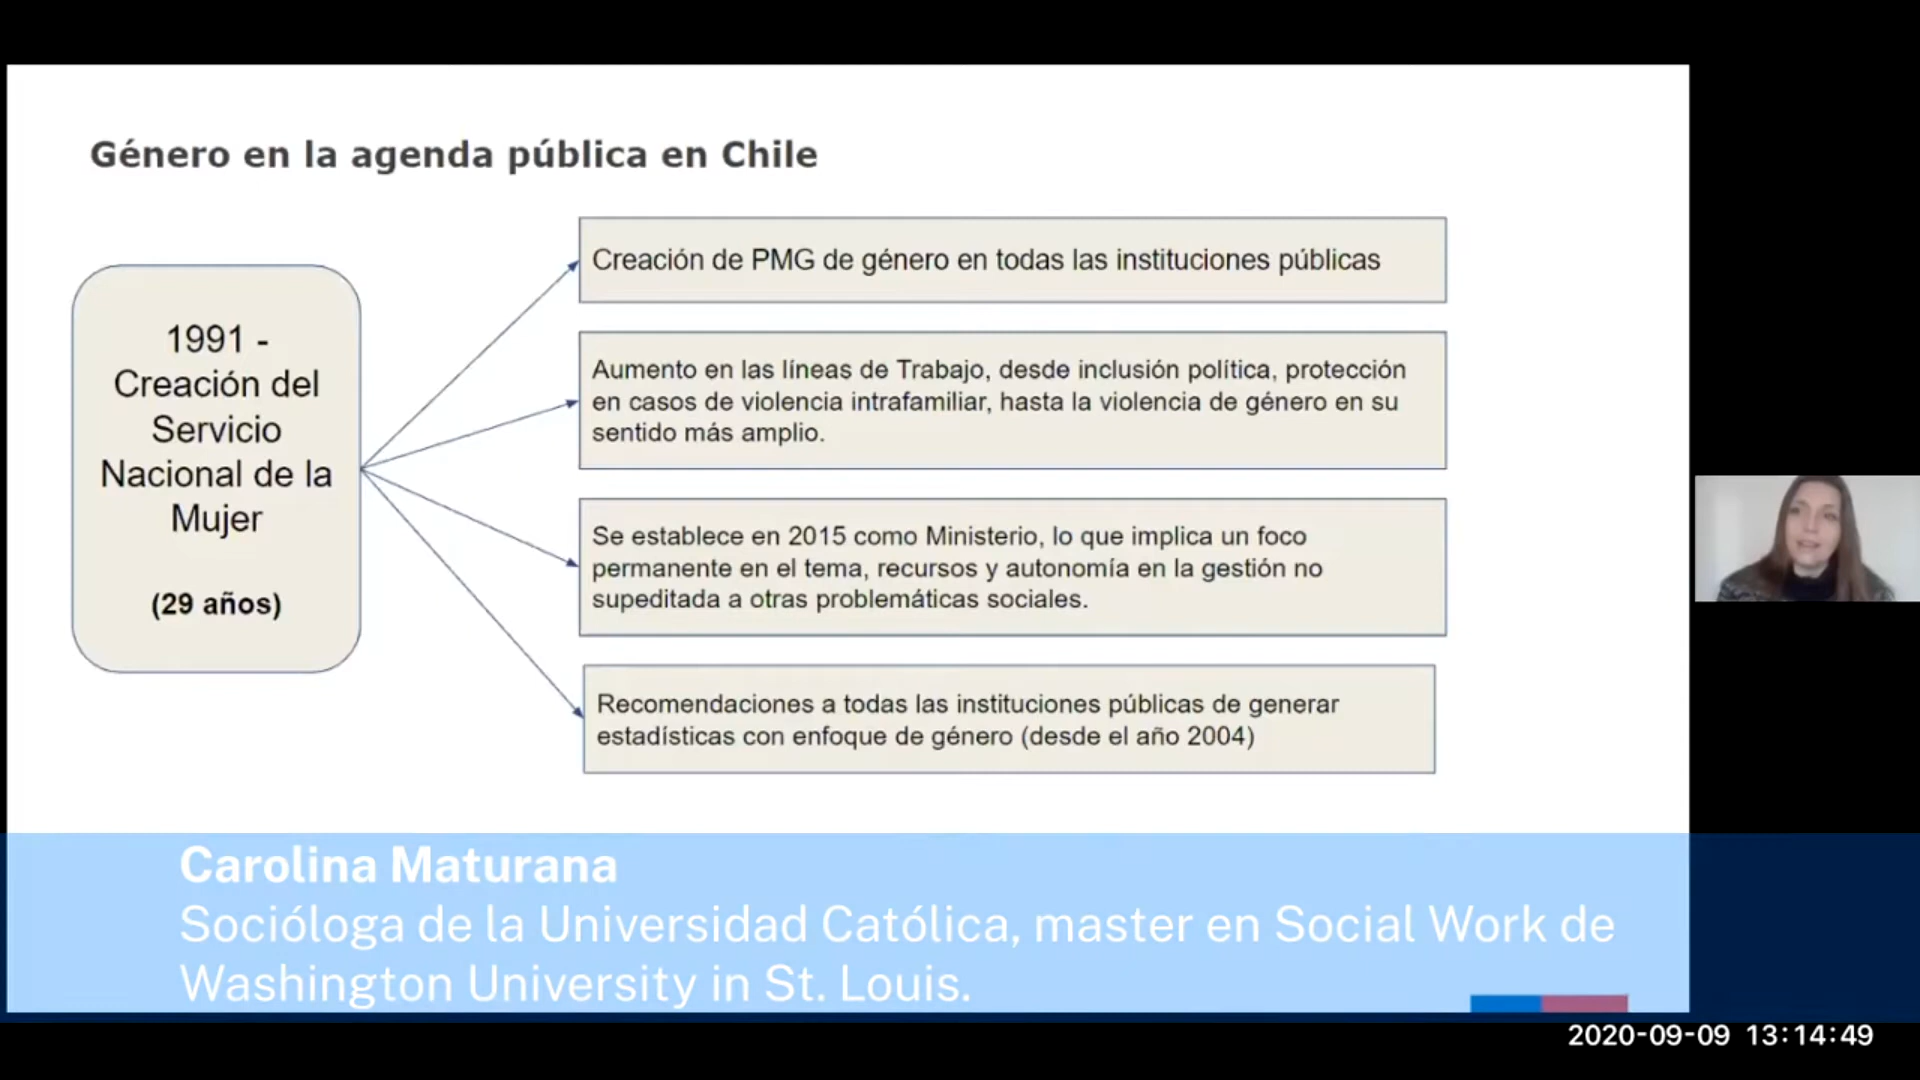 Género en la agenda pública en Chile
1991 -
Creación del
Servicio
Nacional de la
Mujer
(29 años)
Creación de PMG de género en todas las instituciones públicas
Aumento en las líneas de Trabajo, desde inclusión política, protección
en casos de violencia intrafamiliar, hasta la violencia de género en su
sentido más amplio.
Se establece en 2015 como Ministerio, lo que implica un foco
permanente en el tema, recursos y autonomía en la gestión no
supeditada a otras problemáticas sociales.
Recomendaciones a todas las instituciones públicas de generar
estadísticas con enfoque de género (desde el año 2004)
Carolina Maturana
Socióloga de la Universidad Católica, master en Social Work de
Washington University in St. Louis.
2020-09-09 13:14:49